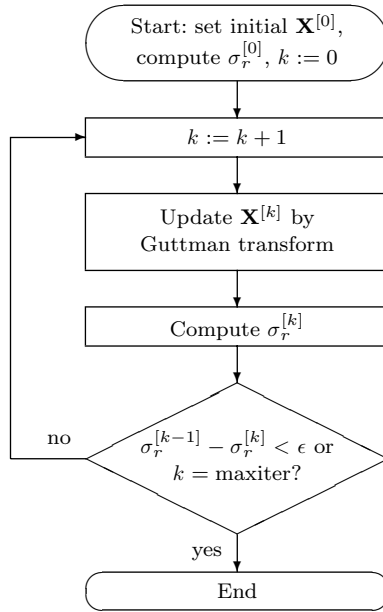 Start: set initial X^[0],
compute σ_r^[0], k := 0
k := k + 1
Update X^[k] by
Guttman transform
Compute σ_r^[k]
σ_r^[k−1] − σ_r^[k] < ϵ or
k = maxiter?
no
yes
End